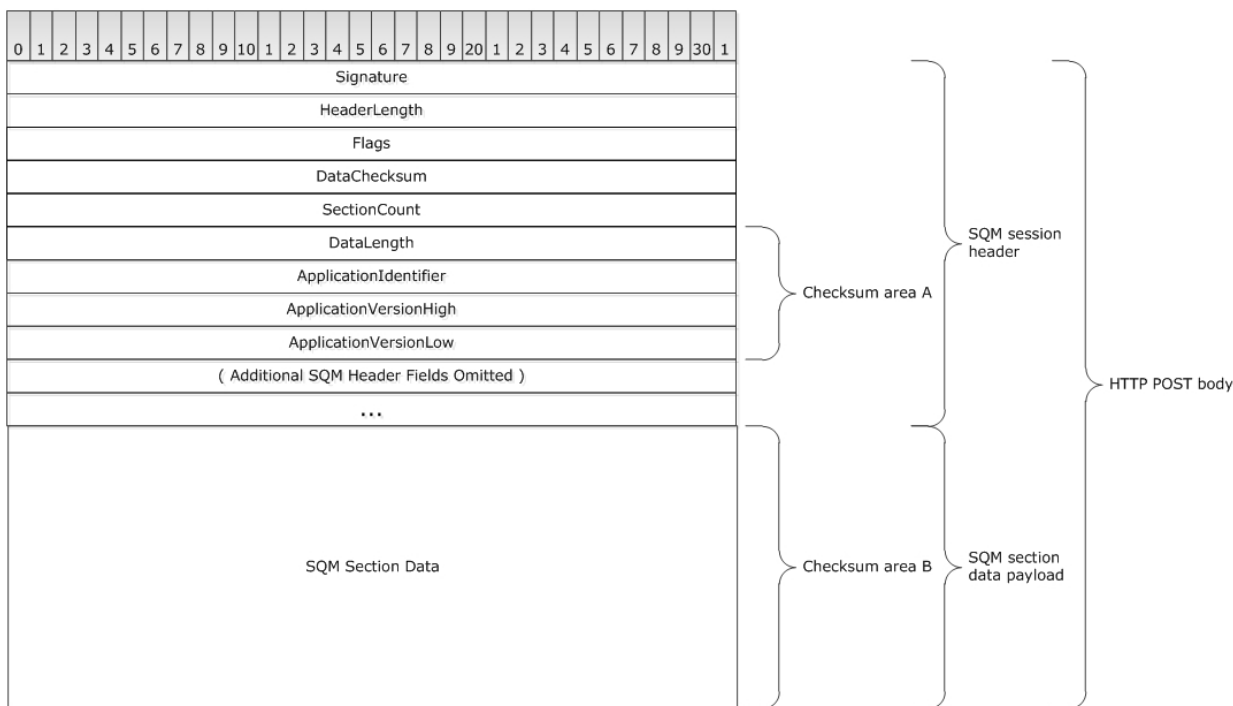 0 1 2 3 4 5 6 7 8 9 10 1 2 3 4 5 6 7 8 9 20 1 2 3 4 5 6 7 8 9 30 1
Signature
HeaderLength
Flags
DataChecksum
SectionCount
DataLength
ApplicationIdentifier
ApplicationVersionHigh
ApplicationVersionLow
( Additional SQM Header Fields Omitted )
...
SQM Section Data
Checksum area A
Checksum area B
SQM session
header
SQM section
data payload
HTTP POST body